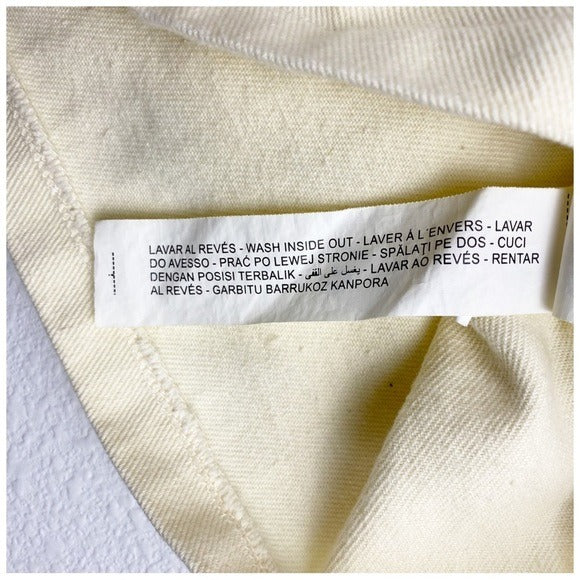 LAVAR AL REVÉS - WASH INSIDE OUT - LAVER À L'ENVERS - LAVAR
DO AVESSO - PRAĆ PO LEWEJ STRONIE - SPĂLAȚI PE DOS - CUCI
DENGAN POSISI TERBALIK - يغسل على القفى - LAVAR AO REVÉS - RENTAR
AL REVÉS - GARBITU BARRUKOZ KANPORA